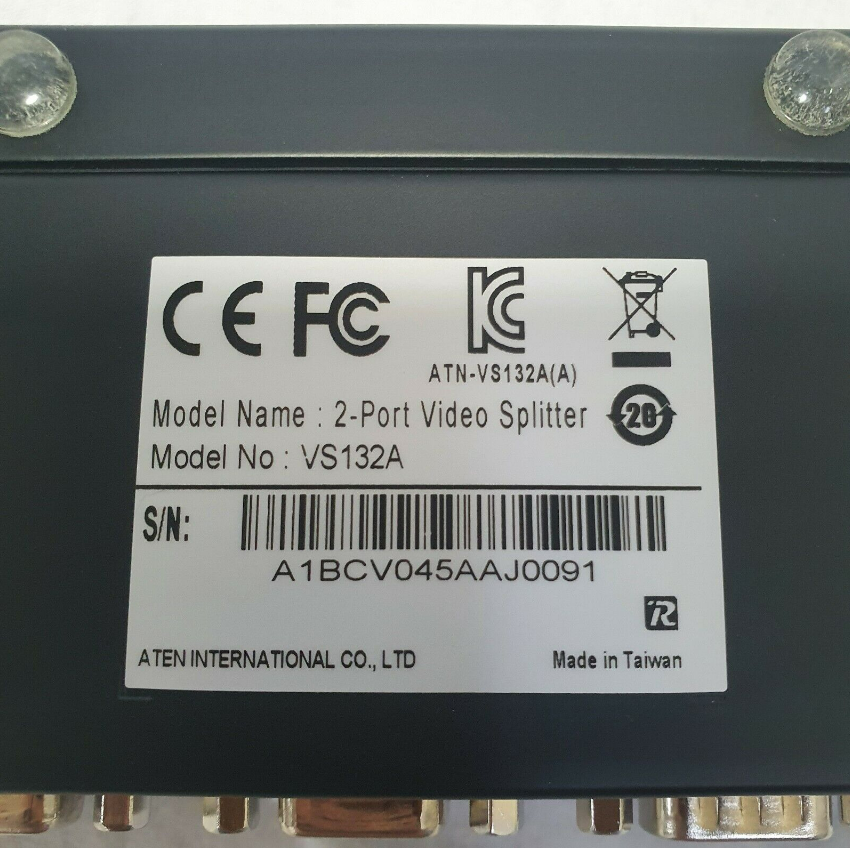 CE FC KC
ATN-VS132A(A)
Model Name : 2-Port Video Splitter
20
Model No : VS132A
S/N:
A1BCV045AAJ0091
R
ATEN INTERNATIONAL CO., LTD
Made in Taiwan